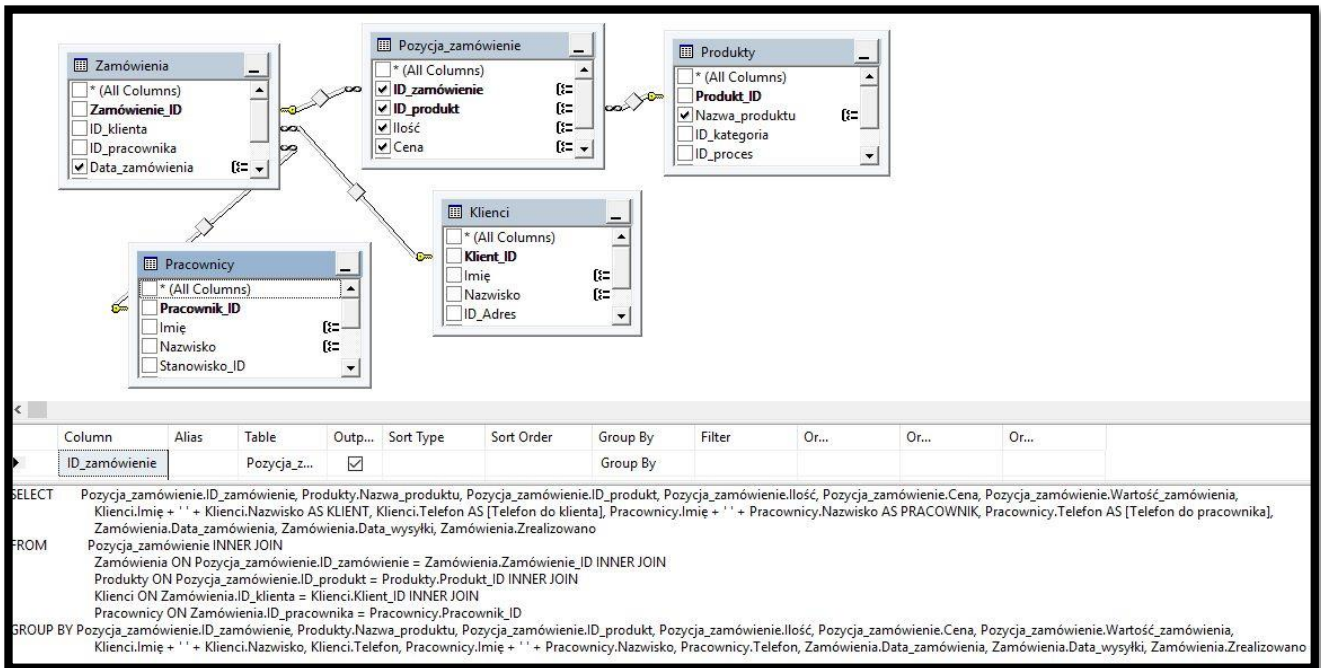 Zamówienia
* (All Columns)
Zamówienie_ID
ID_klienta
ID_pracownika
Data_zamówienia
Pozycja_zamówienie
* (All Columns)
ID_zamówienie
ID_produkt
Ilość
Cena
Produkty
* (All Columns)
Produkt_ID
Nazwa_produktu
ID_kategoria
ID_proces
Klienci
* (All Columns)
Klient_ID
Imię
Nazwisko
ID_Adres
Pracownicy
* (All Columns)
Pracownik_ID
Imię
Nazwisko
Stanowisko_ID
Column Alias Table Outp... Sort Type Sort Order Group By Filter Or... Or... Or...
ID_zamówienie Pozycja_z... Group By
SELECT Pozycja_zamówienie.ID_zamówienie, Produkty.Nazwa_produktu, Pozycja_zamówienie.ID_produkt, Pozycja_zamówienie.Ilość, Pozycja_zamówienie.Cena, Pozycja_zamówienie.Wartość_zamówienia,
Klienci.Imię + ' ' + Klienci.Nazwisko AS KLIENT, Klienci.Telefon AS [Telefon do klienta], Pracownicy.Imię + ' ' + Pracownicy.Nazwisko AS PRACOWNIK, Pracownicy.Telefon AS [Telefon do pracownika],
Zamówienia.Data_zamówienia, Zamówienia.Data_wysyłki, Zamówienia.Zrealizowano
FROM Pozycja_zamówienie INNER JOIN
Zamówienia ON Pozycja_zamówienie.ID_zamówienie = Zamówienia.Zamówienie_ID INNER JOIN
Produkty ON Pozycja_zamówienie.ID_produkt = Produkty.Produkt_ID INNER JOIN
Klienci ON Zamówienia.ID_klienta = Klienci.Klient_ID INNER JOIN
Pracownicy ON Zamówienia.ID_pracownika = Pracownicy.Pracownik_ID
GROUP BY Pozycja_zamówienie.ID_zamówienie, Produkty.Nazwa_produktu, Pozycja_zamówienie.ID_produkt, Pozycja_zamówienie.Ilość, Pozycja_zamówienie.Cena, Pozycja_zamówienie.Wartość_zamówienia,
Klienci.Imię + ' ' + Klienci.Nazwisko, Klienci.Telefon, Pracownicy.Imię + ' ' + Pracownicy.Nazwisko, Pracownicy.Telefon, Zamówienia.Data_zamówienia, Zamówienia.Data_wysyłki, Zamówienia.Zrealizowano